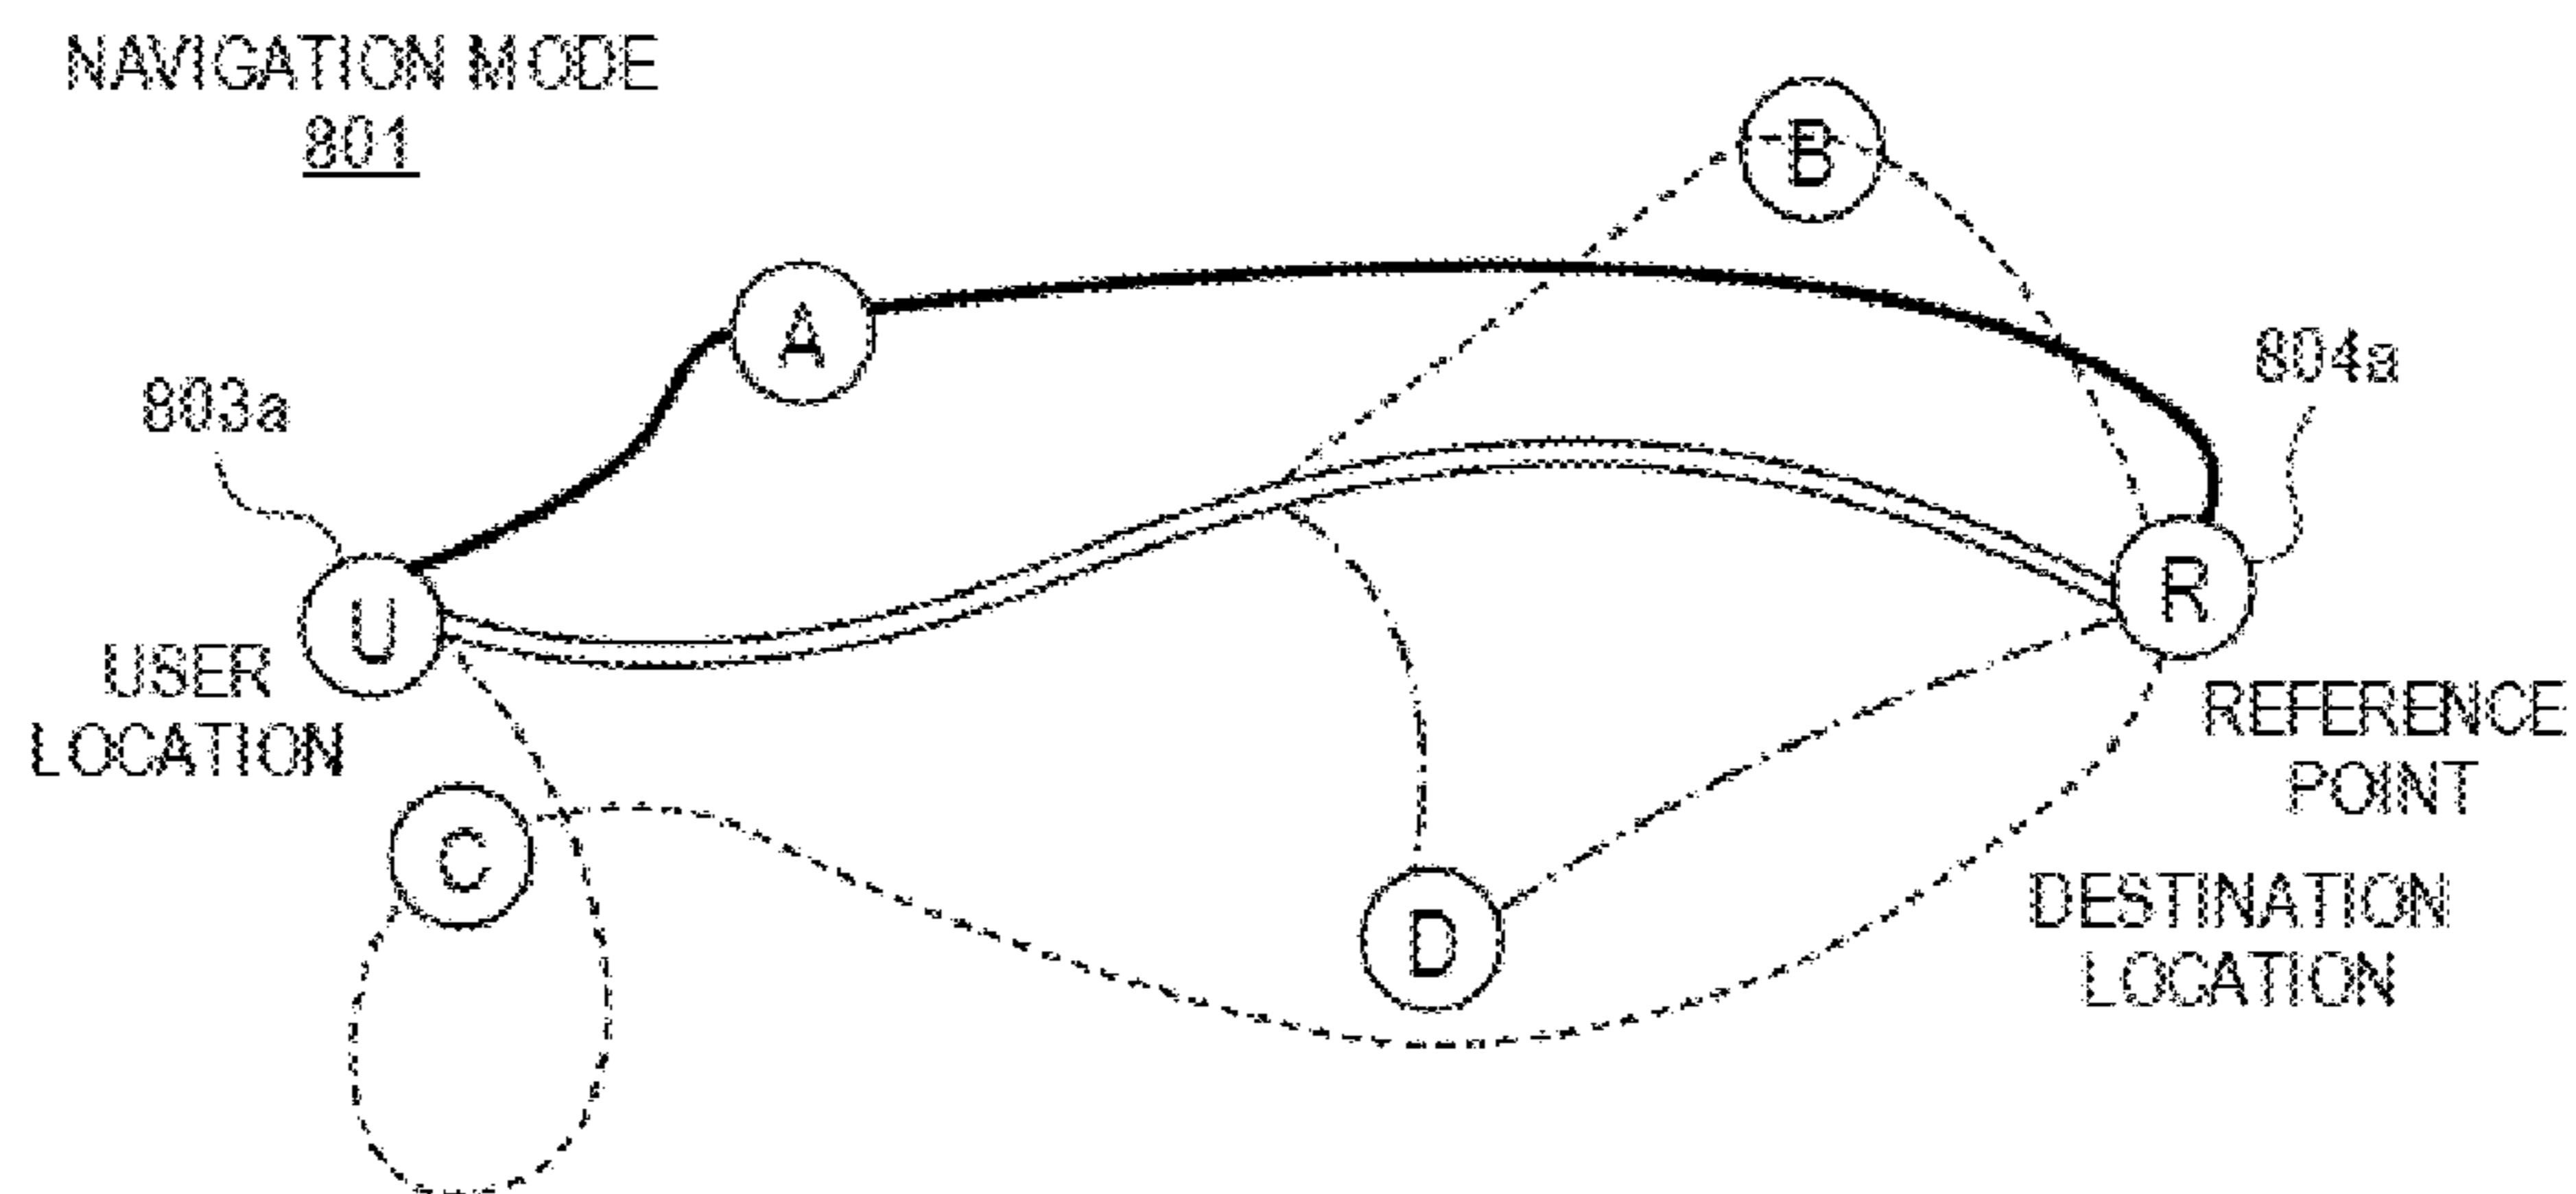 NAVIGATION MODE
801
B
A
803a
804a
U
R
USER
LOCATION
REFERENCE
POINT
C
D
DESTINATION
LOCATION